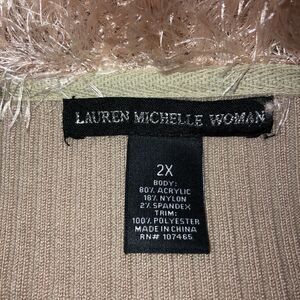 LAUREN MICHELLE WOMAN
2X
BODY:
80% ACRYLIC
18% NYLON
2% SPANDEX
TRIM:
100% POLYESTER
MADE IN CHINA
RN# 107465